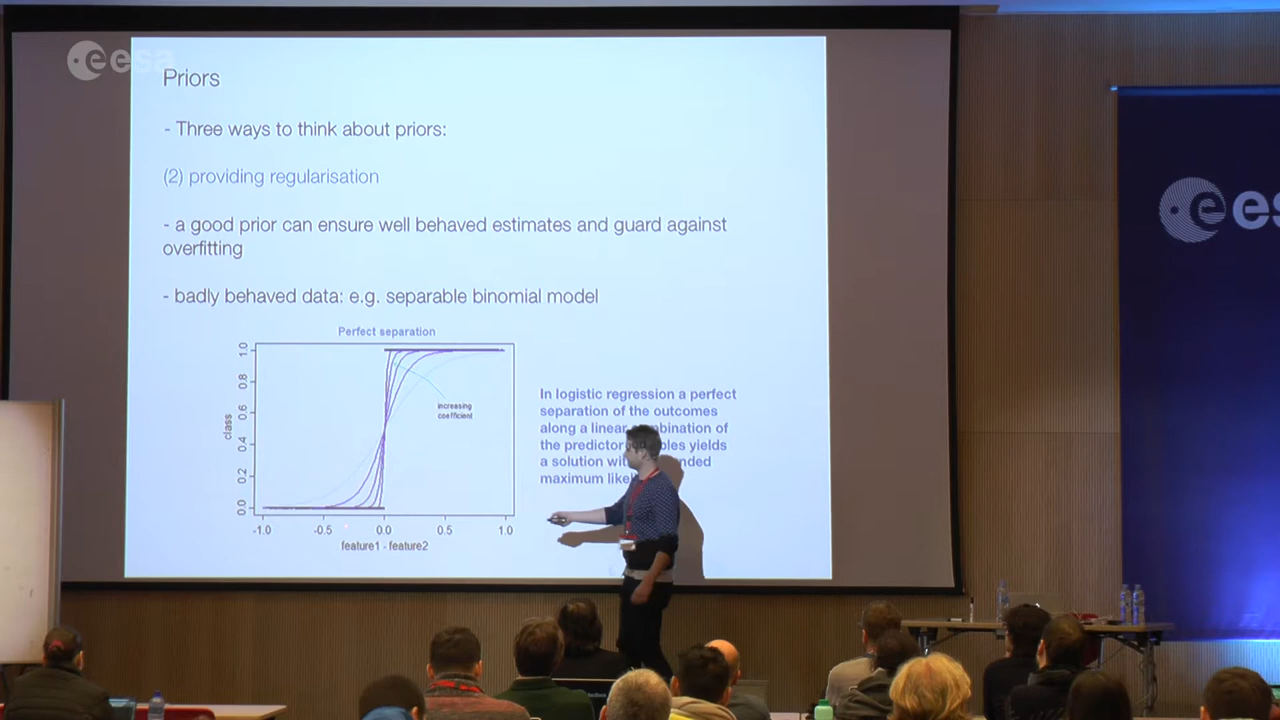 esa
Priors
- Three ways to think about priors:
(2) providing regularisation
- a good prior can ensure well behaved estimates and guard against
overfitting
- badly behaved data: e.g. separable binomial model
Perfect separation
1.0
0.8
0.6
0.4
0.2
0.0
class
increasing
coefficient
-1.0 -0.5 0.0 0.5 1.0
feature1 - feature2
In logistic regression a perfect
separation of the outcomes
along a linear
the predictor yields
a solution
maximum
esa